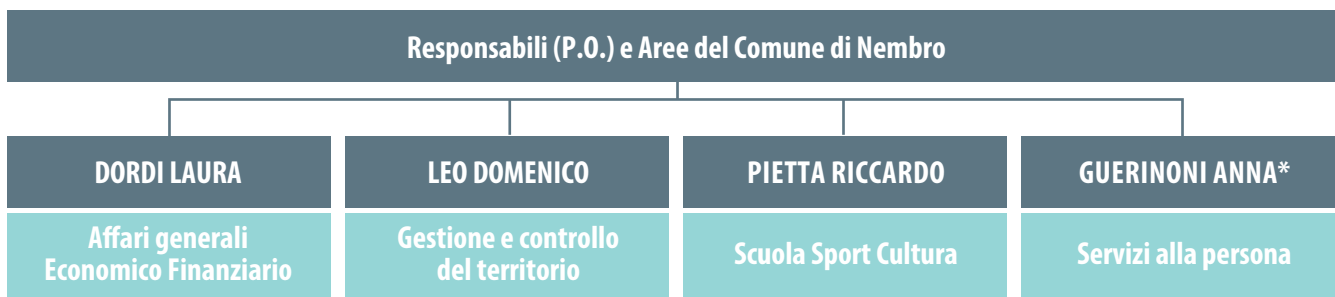 Responsabili (P.O.) e Aree del Comune di Nembro
DORDI LAURA
LEO DOMENICO
PIETTA RICCARDO
GUERINONI ANNA*
Affari generali
Economico Finanziario
Gestione e controllo
del territorio
Scuola Sport Cultura
Servizi alla persona